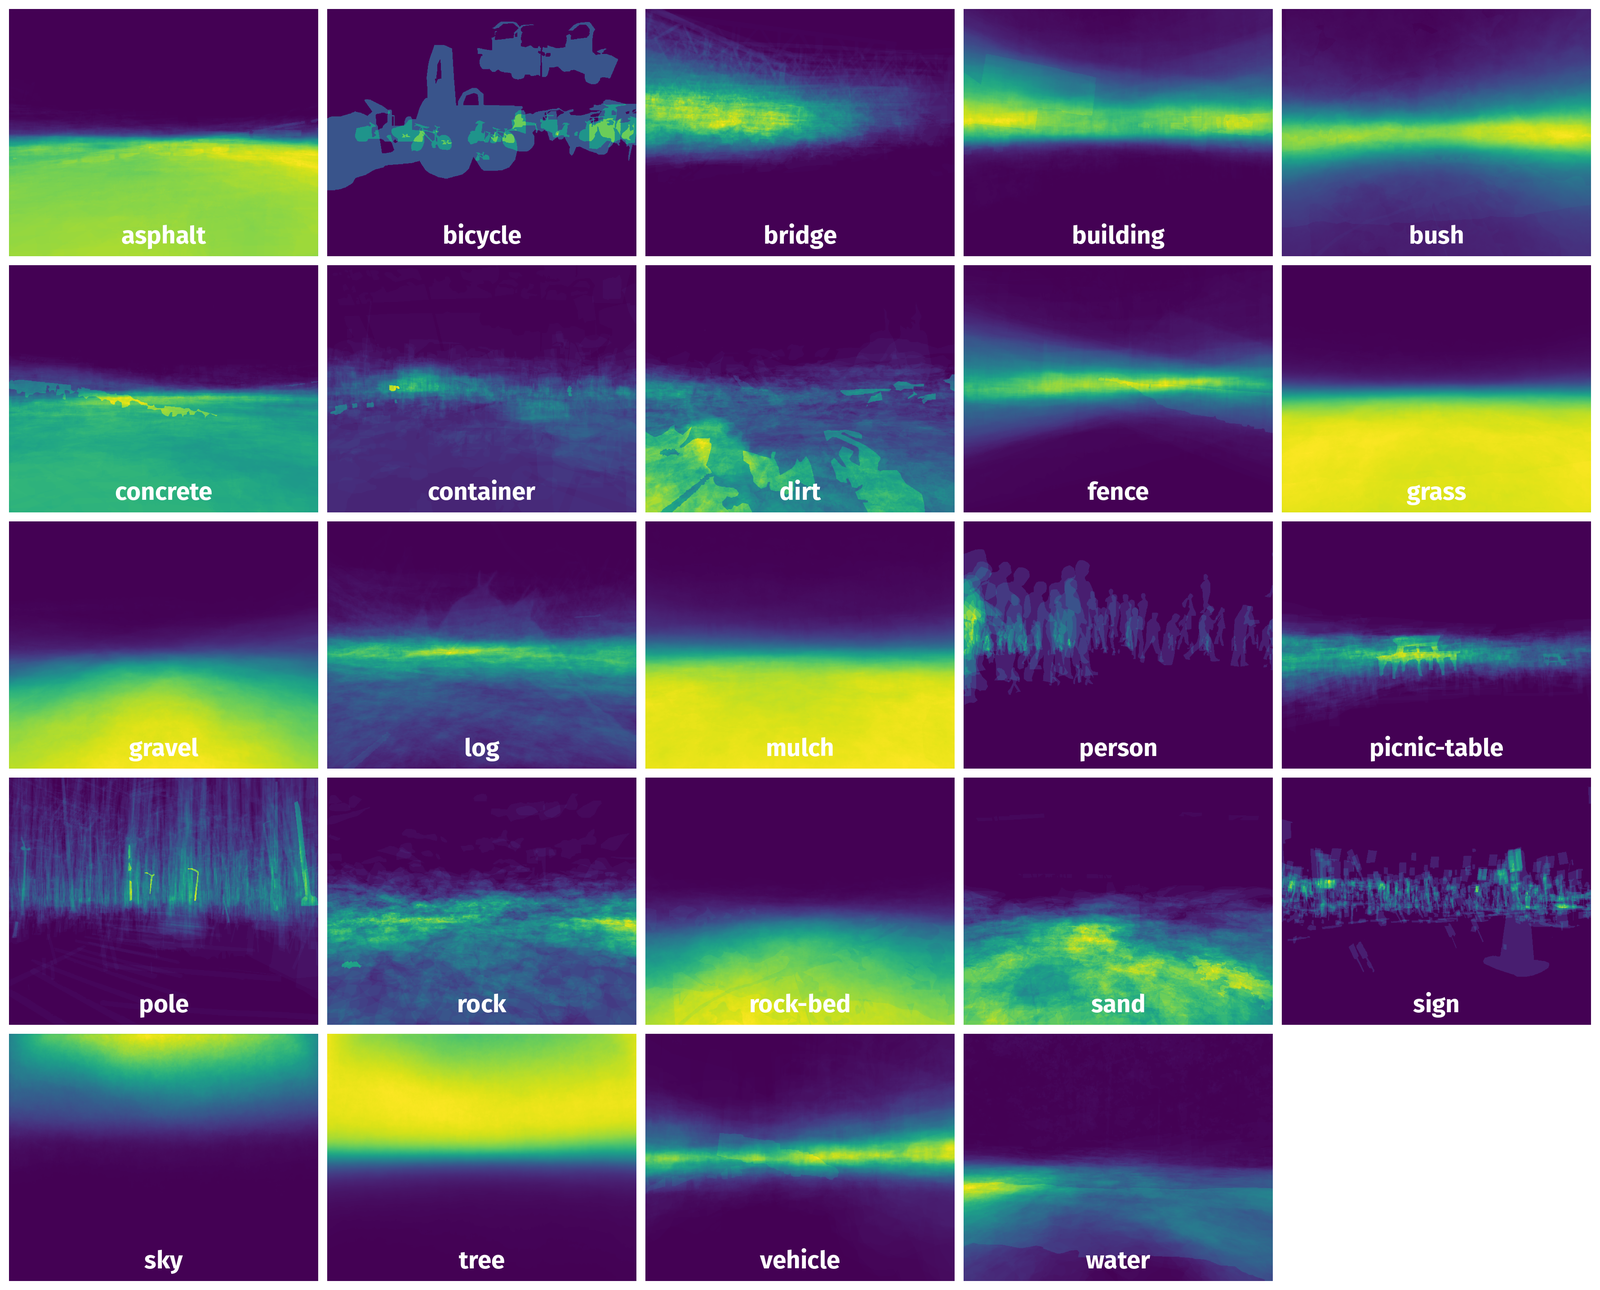 asphalt
bicycle
bridge
building
bush
concrete
container
dirt
fence
grass
gravel
log
mulch
person
picnic-table
pole
rock
rock-bed
sand
sign
sky
tree
vehicle
water